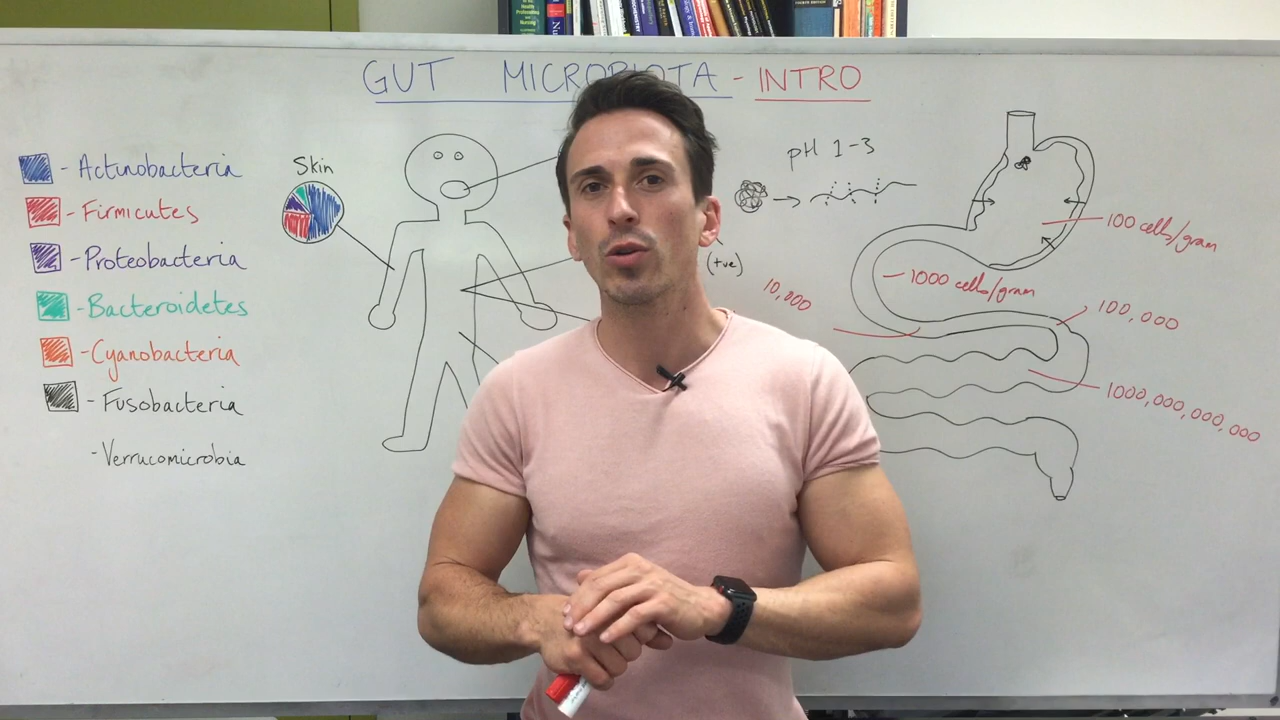 GUT MICROBIOTA - INTRO
- Actinobacteria
- Firmicutes
- Proteobacteria
- Bacteroidetes
- Cyanobacteria
- Fusobacteria
- Verrucomicrobia
Skin
(+ve)
pH 1-3
100 cells/gram
1000 cells/gram
10,000
100,000
1000,000,000,000